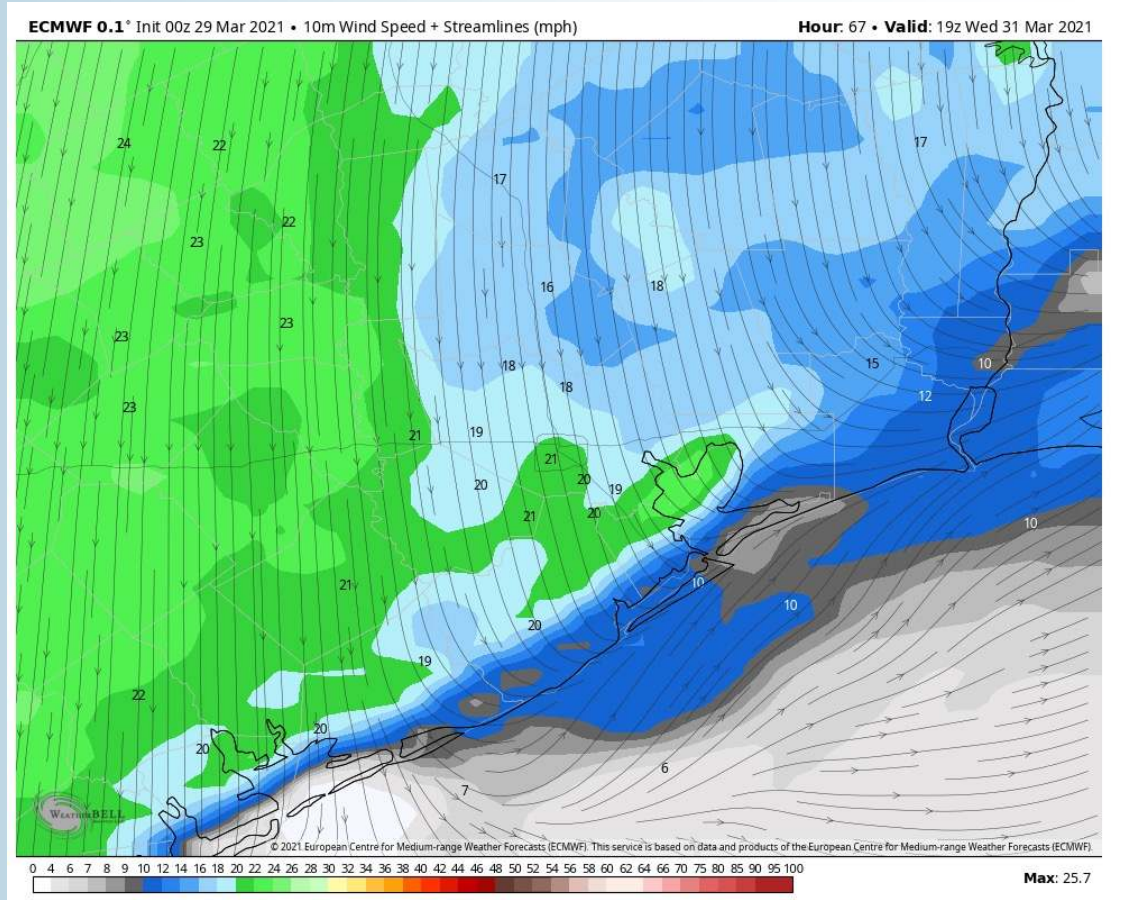 ECMWF 0.1° Init 00z 29 Mar 2021 • 10m Wind Speed + Streamlines (mph) Hour: 67 • Valid: 19z Wed 31 Mar 2021
24 22 17 17
22
23
16 18
23 23
18 15 10
18 12
23
21 19
21
20 20 19
21 20 10
21 10
10
20
19
22
20
20
6
7
WEATHERBELL
© 2021 European Centre for Medium-range Weather Forecasts (ECMWF). This service is based on data and products of the European Centre for Medium-range Weather Forecasts (ECMWF).
0 4 6 7 8 9 10 12 14 16 18 20 22 24 26 28 30 32 34 36 38 40 42 44 46 48 50 52 54 56 58 60 62 64 66 70 75 80 85 90 95 100
Max: 25.7